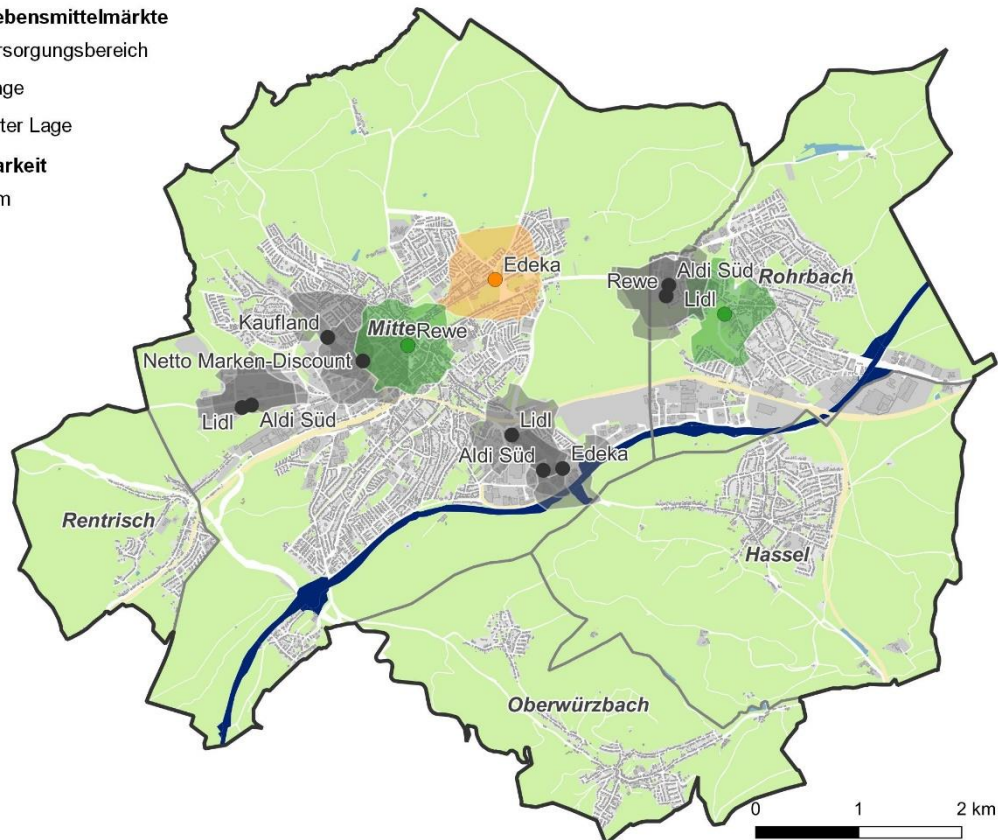 ebensmittelmärkte
rsorgungsbereich
age
ter Lage
arkeit
m
Edeka
Rewe
Aldi Süd
Rohrbach
Lidl
Kaufland
Mitte
Rewe
Netto Marken-Discount
Lidl
Aldi Süd
Lidl
Aldi Süd
Edeka
Rentrisch
Hassel
Oberwürzbach
0 1 2 km